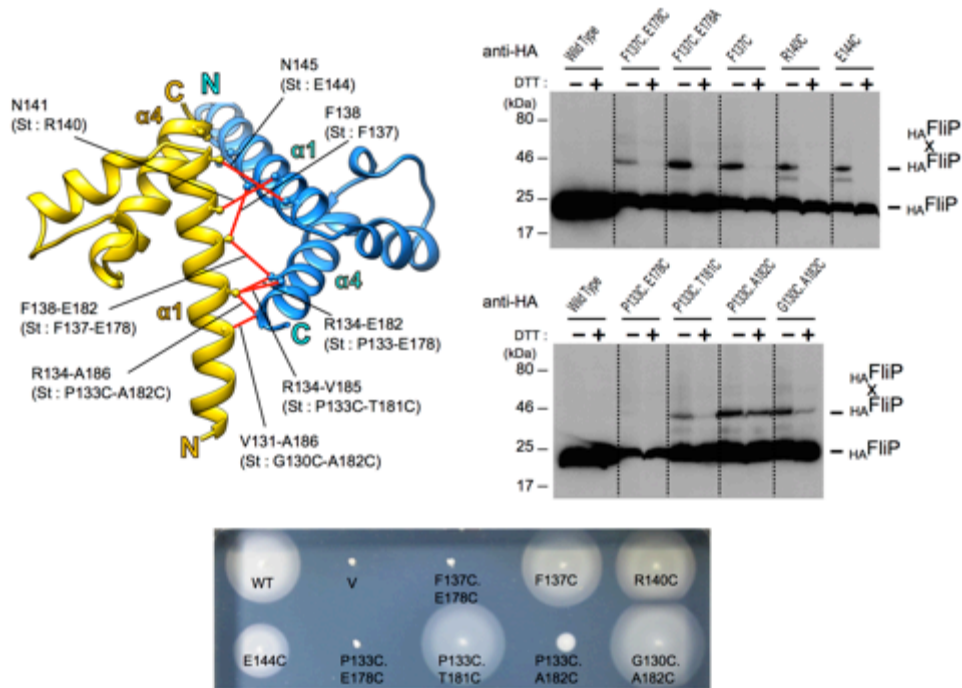 N145
(St : E144)
N141
(St : R140)
F138
(St : F137)
C
α4
N
α1
α4
α1
C
N
F138-E182
(St : F137-E178)
R134-A186
(St : P133C-A182C)
R134-E182
(St : P133-E178)
R134-V185
(St : P133C-T181C)
V131-A186
(St : G130C-A182C)
anti-HA
Wild Type
F137C. E178C
F137C. E178A
F137C
R140C
E144C
DTT : − + − + − + − + − + − +
(kDa)
80
46
25
17
HAFliP
x
HAFliP
HAFliP
anti-HA
Wild Type
P133C. E178C
P133C. T181C
P133C. A182C
G130C. A182C
DTT : − + − + − + − + − +
(kDa)
80
46
25
17
HAFliP
x
HAFliP
HAFliP
WT
V
F137C.
E178C
F137C
R140C
E144C
P133C.
E178C
P133C.
T181C
P133C.
A182C
G130C.
A182C